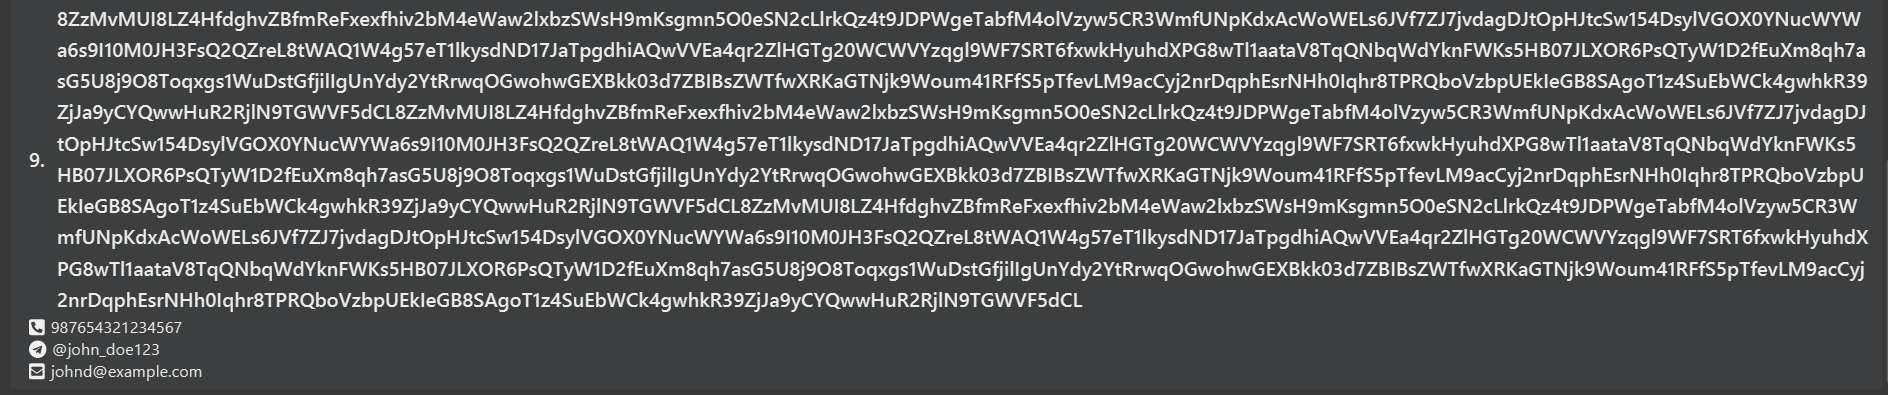 8ZzMvMUI8LZ4HfdghvZBfmReFxexfhiv2bM4eWaw2lxbzSWsH9mKsgmn5O0eSN2cLlrkQz4t9JDPWgeTabfM4olVzyw5CR3WmfUNpKdxAcWoWELs6JVf7ZJ7jvdagDJtOpHJtcSw154DsylVGOX0YNucWYW
a6s9I10M0JH3FsQ2QZreL8tWAQ1W4g57eT1lkysdND17JaTpgdhiAQwVVEa4qr2ZlHGTg20WCWVYzqgl9WF7SRT6fxwkHyuhdXPG8wTl1aataV8TqQNbqWdYknFWKs5HB07JLXOR6PsQTyW1D2fEuXm8qh7a
sG5U8j9O8Toqxgs1WuDstGfjilIgUnYdy2YtRrwqOGwohwGEXBkk03d7ZBIBsZWTfwXRKaGTNjk9Woum41RFfS5pTfevLM9acCyj2nrDqphEsrNHh0Iqhr8TPRQboVzbpUEkIeGB8SAgoT1z4SuEbWCk4gwhkR39
ZjJa9yCYQwwHuR2RjlN9TGWVF5dCL8ZzMvMUI8LZ4HfdghvZBfmReFxexfhiv2bM4eWaw2lxbzSWsH9mKsgmn5O0eSN2cLlrkQz4t9JDPWgeTabfM4olVzyw5CR3WmfUNpKdxAcWoWELs6JVf7ZJ7jvdagDJ
tOpHJtcSw154DsylVGOX0YNucWYWa6s9I10M0JH3FsQ2QZreL8tWAQ1W4g57eT1lkysdND17JaTpgdhiAQwVVEa4qr2ZlHGTg20WCWVYzqgl9WF7SRT6fxwkHyuhdXPG8wTl1aataV8TqQNbqWdYknFWKs5
9.
HB07JLXOR6PsQTyW1D2fEuXm8qh7asG5U8j9O8Toqxgs1WuDstGfjilIgUnYdy2YtRrwqOGwohwGEXBkk03d7ZBIBsZWTfwXRKaGTNjk9Woum41RFfS5pTfevLM9acCyj2nrDqphEsrNHh0Iqhr8TPRQboVzbpU
EkIeGB8SAgoT1z4SuEbWCk4gwhkR39ZjJa9yCYQwwHuR2RjlN9TGWVF5dCL8ZzMvMUI8LZ4HfdghvZBfmReFxexfhiv2bM4eWaw2lxbzSWsH9mKsgmn5O0eSN2cLlrkQz4t9JDPWgeTabfM4olVzyw5CR3W
mfUNpKdxAcWoWELs6JVf7ZJ7jvdagDJtOpHJtcSw154DsylVGOX0YNucWYWa6s9I10M0JH3FsQ2QZreL8tWAQ1W4g57eT1lkysdND17JaTpgdhiAQwVVEa4qr2ZlHGTg20WCWVYzqgl9WF7SRT6fxwkHyuhdX
PG8wTl1aataV8TqQNbqWdYknFWKs5HB07JLXOR6PsQTyW1D2fEuXm8qh7asG5U8j9O8Toqxgs1WuDstGfjilIgUnYdy2YtRrwqOGwohwGEXBkk03d7ZBIBsZWTfwXRKaGTNjk9Woum41RFfS5pTfevLM9acCyj
2nrDqphEsrNHh0Iqhr8TPRQboVzbpUEkIeGB8SAgoT1z4SuEbWCk4gwhkR39ZjJa9yCYQwwHuR2RjlN9TGWVF5dCL
987654321234567
@john_doe123
johnd@example.com